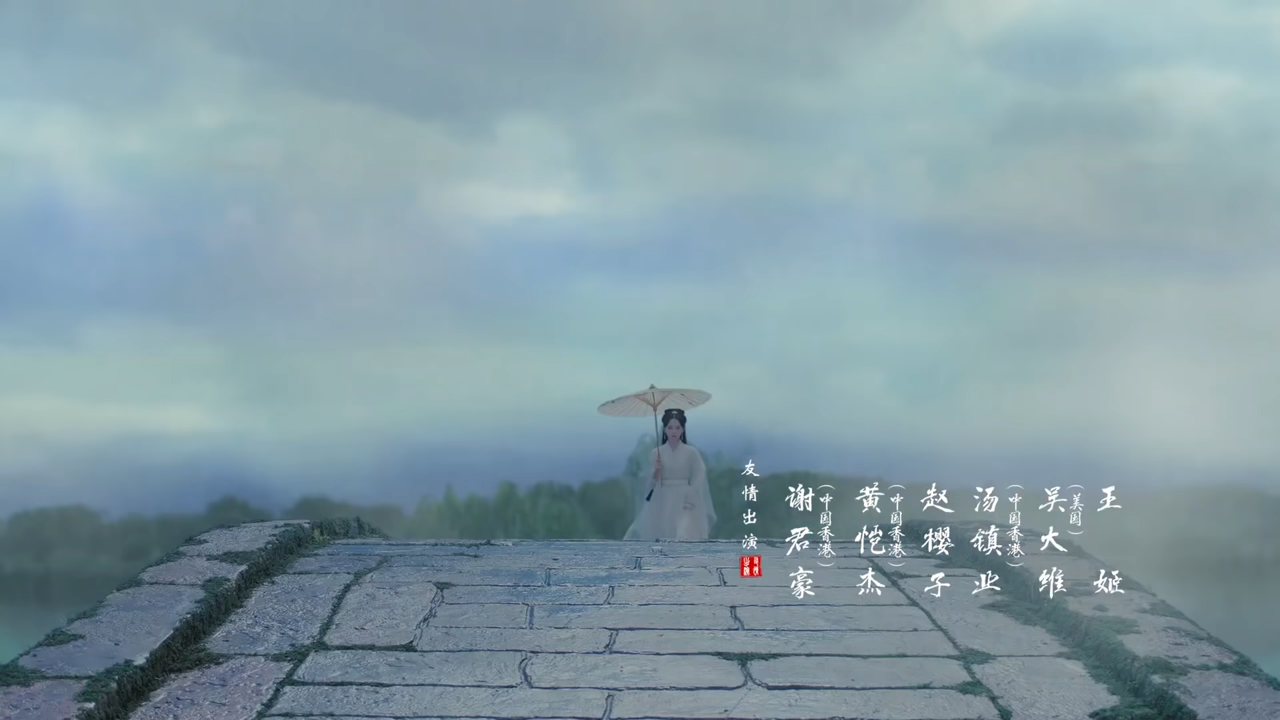 友情出演
谢君豪
(中国香港)
黄恺杰
(中国香港)
赵樱子
汤镇业
(中国香港)
吴大维
(美国)
王姬